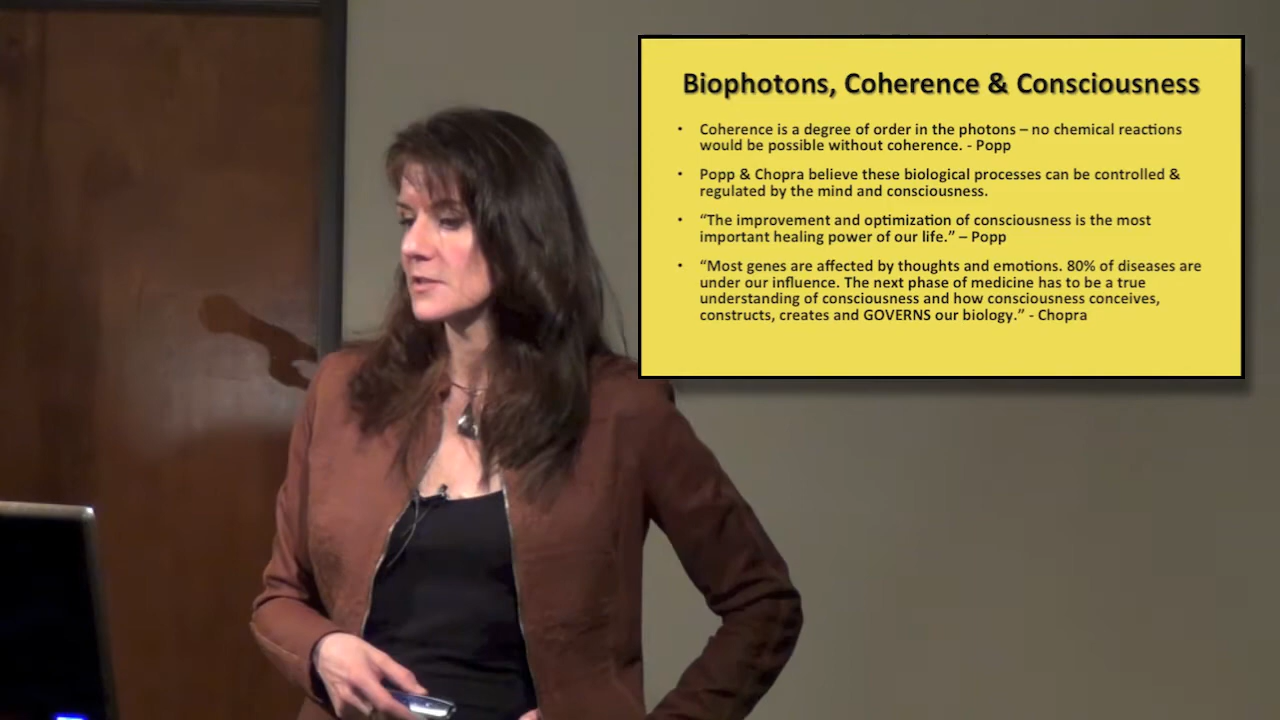 Biophotons, Coherence & Consciousness
• Coherence is a degree of order in the photons – no chemical reactions
would be possible without coherence. - Popp
• Popp & Chopra believe these biological processes can be controlled &
regulated by the mind and consciousness.
• “The improvement and optimization of consciousness is the most
important healing power of our life.” – Popp
• “Most genes are affected by thoughts and emotions. 80% of diseases are
under our influence. The next phase of medicine has to be a true
understanding of consciousness and how consciousness conceives,
constructs, creates and GOVERNS our biology.” - Chopra